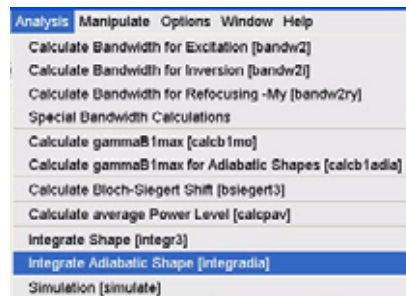 Analysis Manipulate Options Window Help
Calculate Bandwidth for Excitation [bandw2]
Calculate Bandwidth for Inversion [bandw2i]
Calculate Bandwidth for Refocusing -My [bandw2ry]
Special Bandwidth Calculations
Calculate gammaB1max [calcb1mo]
Calculate gammaB1max for Adiabatic Shapes [calcb1adia]
Calculate Bloch-Siegert Shift [bsiegert3]
Calculate average Power Level [calcpav]
Integrate Shape [integr3]
Integrate Adiabatic Shape [integradia]
Simulation [simulate]